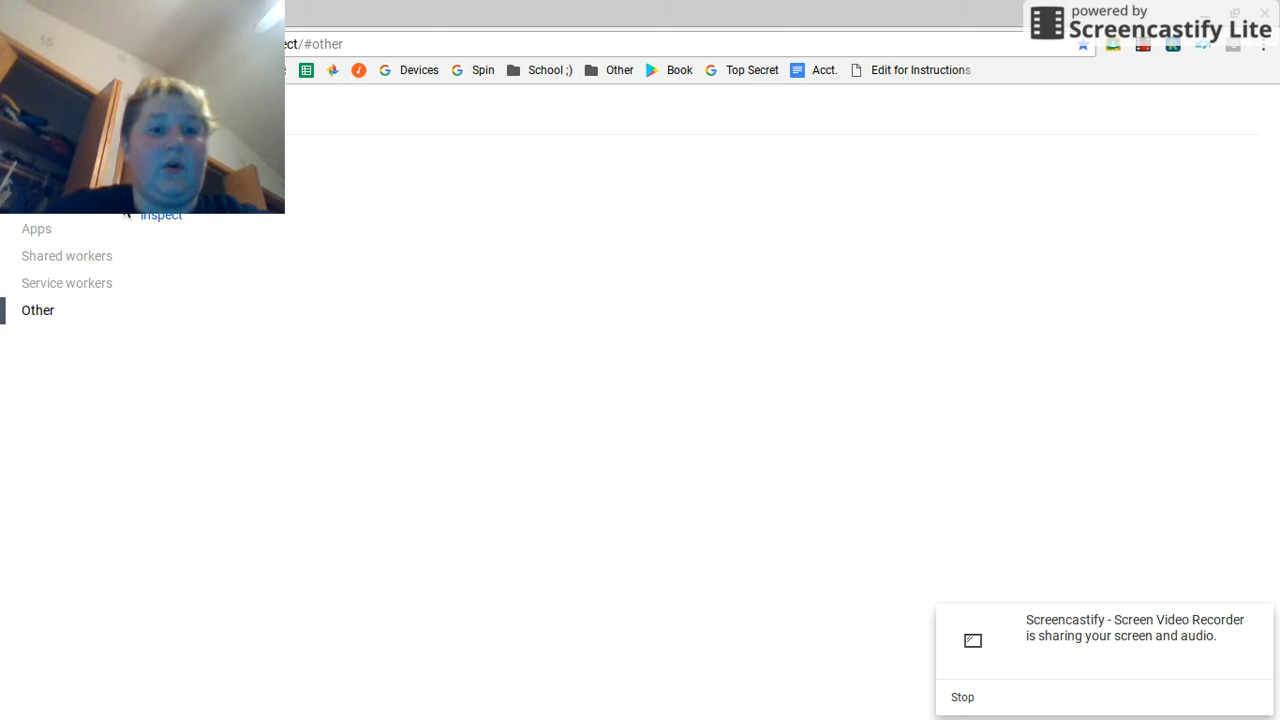 powered by
Screencastify Lite
ect/#other
Devices Spin School ;) Other Book Top Secret Acct. Edit for Instructions
inspect
Apps
Shared workers
Service workers
Other
Screencastify - Screen Video Recorder
is sharing your screen and audio.
Stop